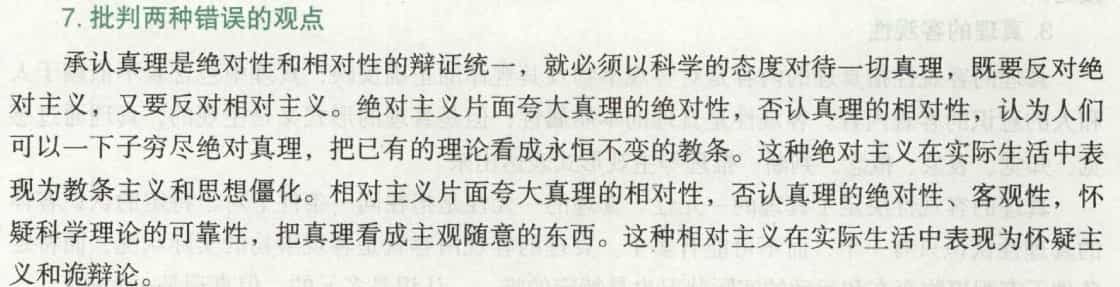 7. 批判两种错误的观点
承认真理是绝对性和相对性的辩证统一，就必须以科学的态度对待一切真理，既要反对绝
对主义，又要反对相对主义。绝对主义片面夸大真理的绝对性，否认真理的相对性，认为人们
可以一下子穷尽绝对真理，把已有的理论看成永恒不变的教条。这种绝对主义在实际生活中表
现为教条主义和思想僵化。相对主义片面夸大真理的相对性，否认真理的绝对性、客观性，怀
疑科学理论的可靠性，把真理看成主观随意的东西。这种相对主义在实际生活中表现为怀疑主
义和诡辩论。